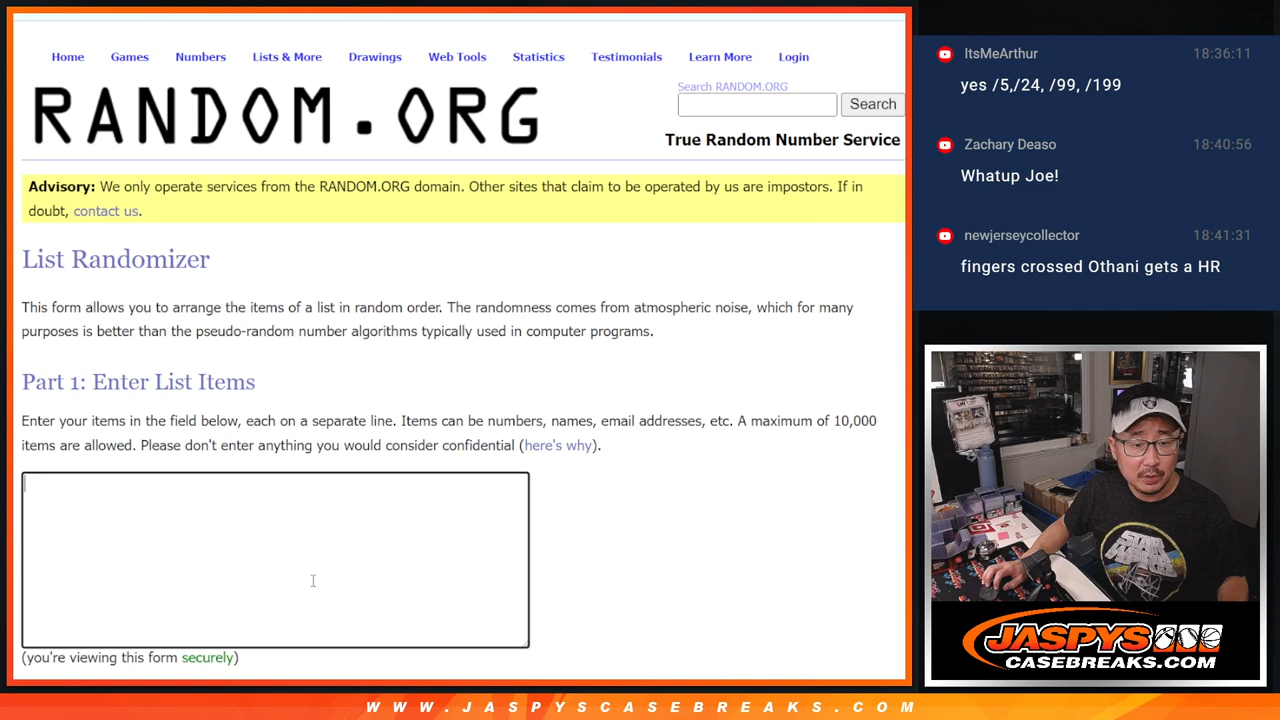 Home Games Numbers Lists & More Drawings Web Tools Statistics Testimonials Learn More Login
RANDOM.ORG
Search RANDOM.ORG
Search
True Random Number Service
Advisory: We only operate services from the RANDOM.ORG domain. Other sites that claim to be operated by us are impostors. If in
doubt, contact us.
List Randomizer
This form allows you to arrange the items of a list in random order. The randomness comes from atmospheric noise, which for many
purposes is better than the pseudo-random number algorithms typically used in computer programs.
Part 1: Enter List Items
Enter your items in the field below, each on a separate line. Items can be numbers, names, email addresses, etc. A maximum of 10,000
items are allowed. Please don't enter anything you would consider confidential (here's why).
(you're viewing this form securely)
ItsMeArthur 18:36:11
yes /5,/24, /99, /199
Zachary Deaso 18:40:56
Whatup Joe!
newjerseycollector 18:41:31
fingers crossed Othani gets a HR
STAR WARS
JASPYS
CASEBREAKS.COM
WWW.JASPYSCASEBREAKS.COM